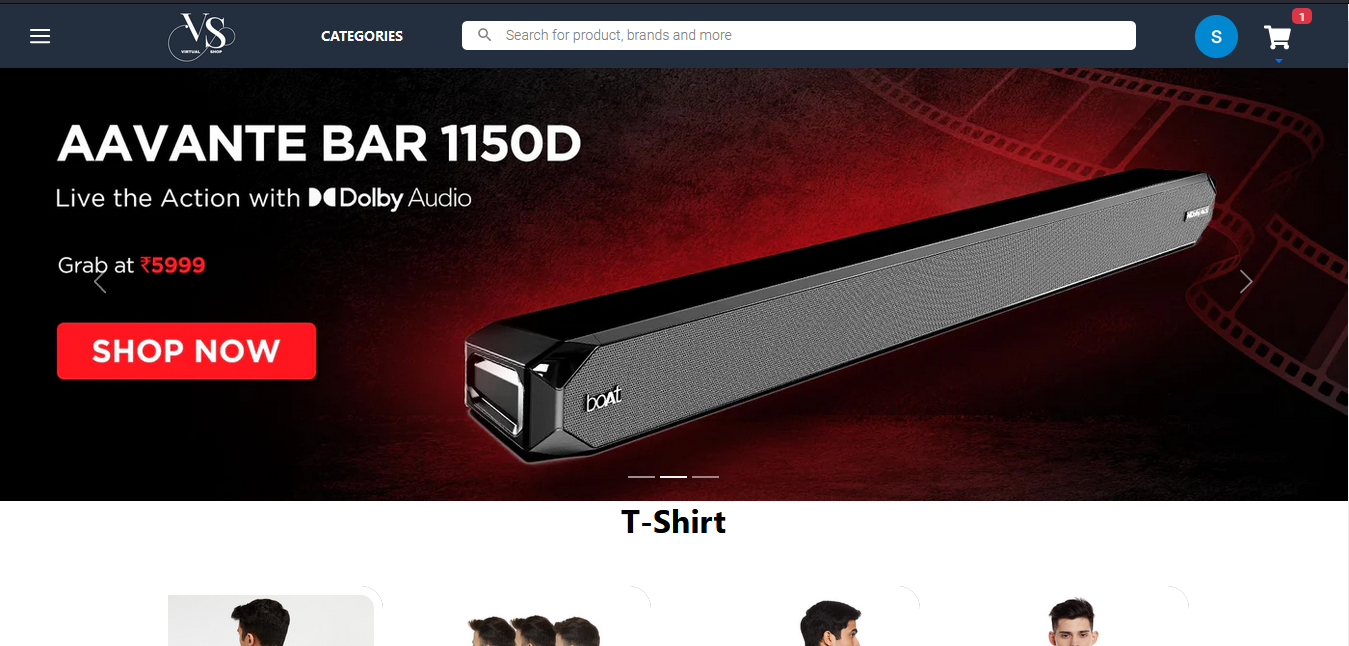 VS
VIRTUAL SHOP
CATEGORIES
Search for product, brands and more
S
1
AAVANTE BAR 1150D
Live the Action with Dolby Audio
Grab at ₹5999
SHOP NOW
boAt
T-Shirt